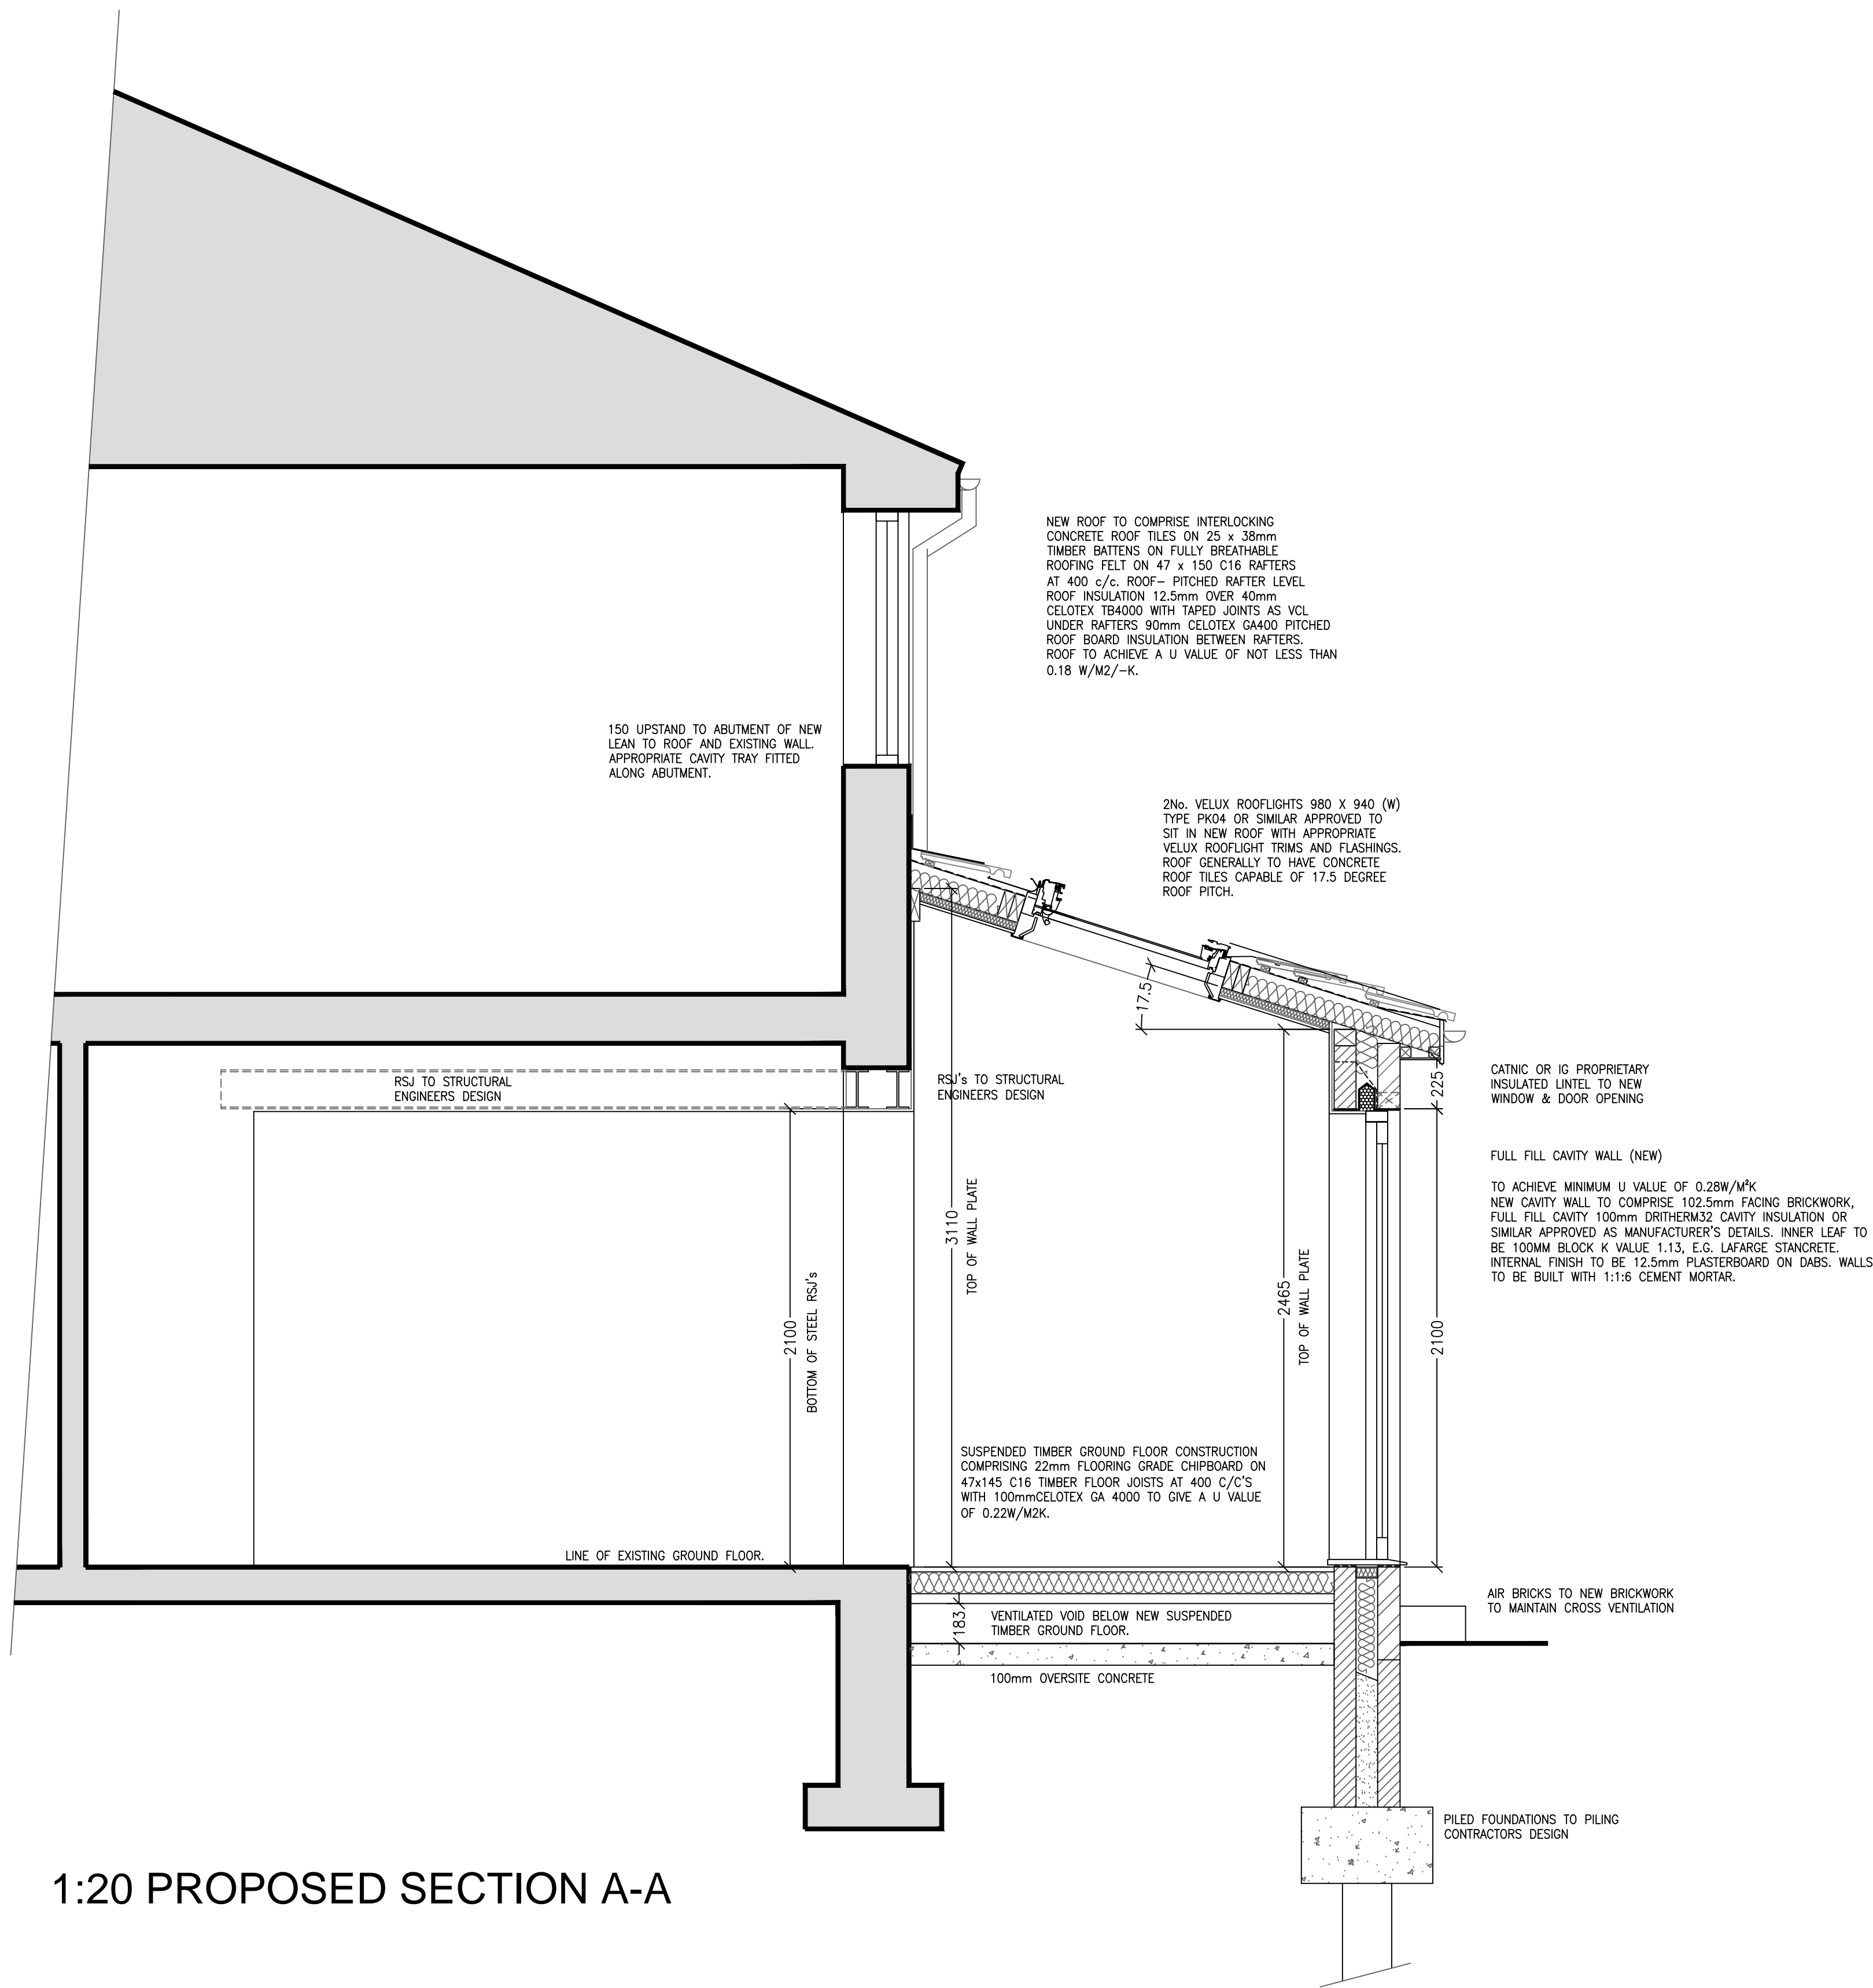 NEW ROOF TO COMPRISE INTERLOCKING
CONCRETE ROOF TILES ON 25 x 38mm
TIMBER BATTENS ON FULLY BREATHABLE
ROOFING FELT ON 47 x 150 C16 RAFTERS
AT 400 c/c. ROOF- PITCHED RAFTER LEVEL
ROOF INSULATION 12.5mm OVER 40mm
CELOTEX TB4000 WITH TAPED JOINTS AS VCL
UNDER RAFTERS 90mm CELOTEX GA400 PITCHED
ROOF BOARD INSULATION BETWEEN RAFTERS.
ROOF TO ACHIEVE A U VALUE OF NOT LESS THAN
0.18 W/M2/-K.
150 UPSTAND TO ABUTMENT OF NEW
LEAN TO ROOF AND EXISTING WALL.
APPROPRIATE CAVITY TRAY FITTED
ALONG ABUTMENT.
2No. VELUX ROOFLIGHTS 980 X 940 (W)
TYPE PK04 OR SIMILAR APPROVED TO
SIT IN NEW ROOF WITH APPROPRIATE
VELUX ROOFLIGHT TRIMS AND FLASHINGS.
ROOF GENERALLY TO HAVE CONCRETE
ROOF TILES CAPABLE OF 17.5 DEGREE
ROOF PITCH.
17.5
RSJ TO STRUCTURAL
ENGINEERS DESIGN
RSJ's TO STRUCTURAL
ENGINEERS DESIGN
225
CATNIC OR IG PROPRIETARY
INSULATED LINTEL TO NEW
WINDOW & DOOR OPENING
FULL FILL CAVITY WALL (NEW)
TO ACHIEVE MINIMUM U VALUE OF 0.28W/M²K
NEW CAVITY WALL TO COMPRISE 102.5mm FACING BRICKWORK,
FULL FILL CAVITY 100mm DRITHERM32 CAVITY INSULATION OR
SIMILAR APPROVED AS MANUFACTURER'S DETAILS. INNER LEAF TO
BE 100MM BLOCK K VALUE 1.13, E.G. LAFARGE STANCRETE.
INTERNAL FINISH TO BE 12.5mm PLASTERBOARD ON DABS. WALLS
TO BE BUILT WITH 1:1:6 CEMENT MORTAR.
2100
BOTTOM OF STEEL RSJ's
3110
TOP OF WALL PLATE
2465
TOP OF WALL PLATE
2100
SUSPENDED TIMBER GROUND FLOOR CONSTRUCTION
COMPRISING 22mm FLOORING GRADE CHIPBOARD ON
47x145 C16 TIMBER FLOOR JOISTS AT 400 C/C'S
WITH 100mmCELOTEX GA 4000 TO GIVE A U VALUE
OF 0.22W/M2K.
LINE OF EXISTING GROUND FLOOR.
183
VENTILATED VOID BELOW NEW SUSPENDED
TIMBER GROUND FLOOR.
AIR BRICKS TO NEW BRICKWORK
TO MAINTAIN CROSS VENTILATION
100mm OVERSITE CONCRETE
PILED FOUNDATIONS TO PILING
CONTRACTORS DESIGN
1:20 PROPOSED SECTION A-A